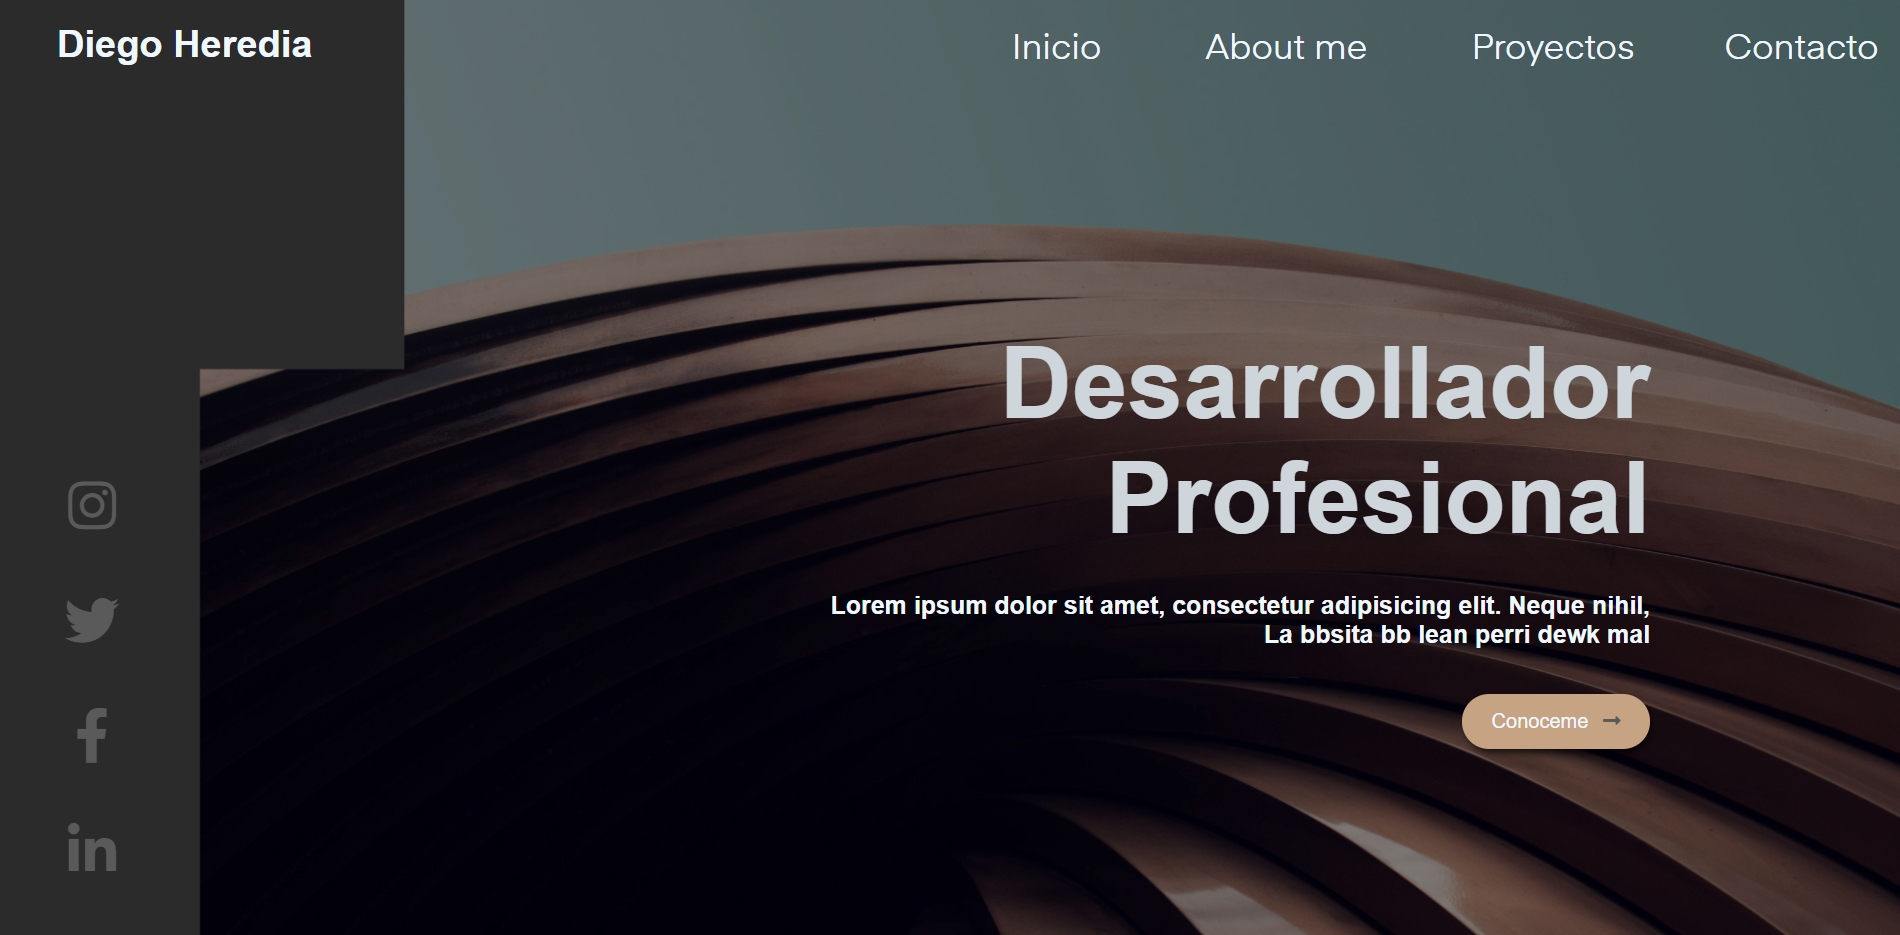 Diego Heredia
Inicio About me Proyectos Contacto
Desarrollador
Profesional
Lorem ipsum dolor sit amet, consectetur adipisicing elit. Neque nihil,
La bbsita bb lean perri dewk mal
Conoceme